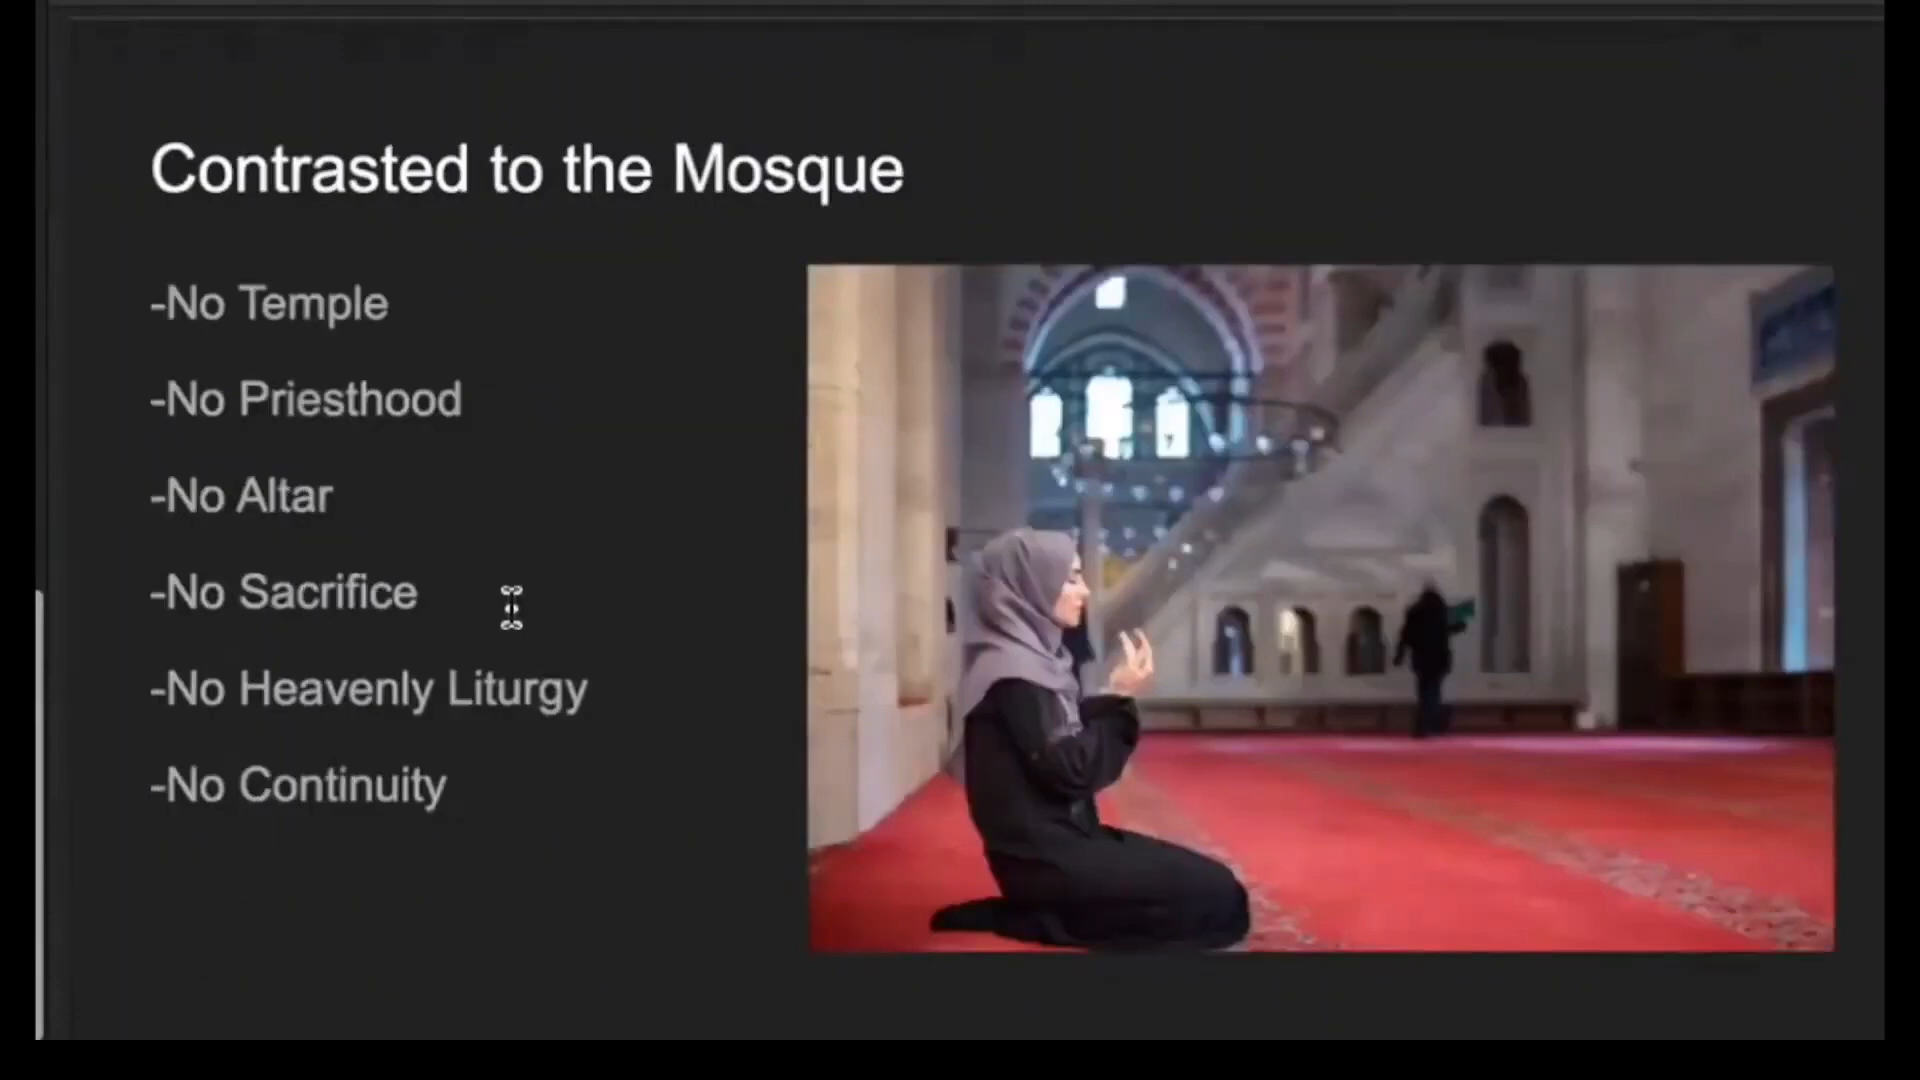 Contrasted to the Mosque
-No Temple
-No Priesthood
-No Altar
-No Sacrifice
-No Heavenly Liturgy
-No Continuity